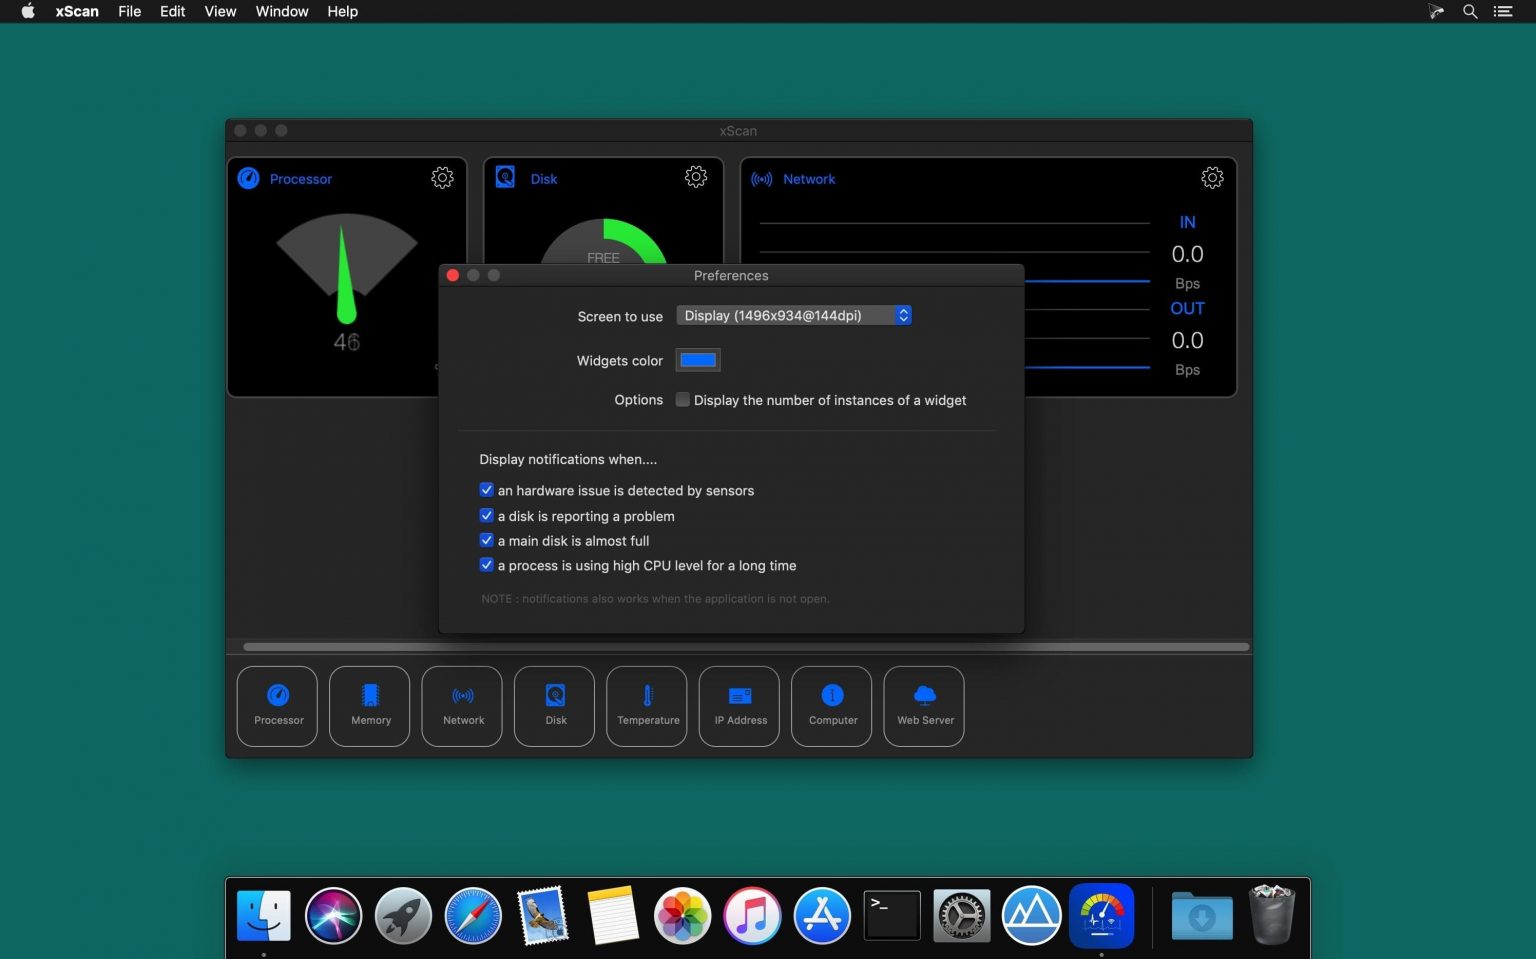 xScan File Edit View Window Help
xScan
Processor
Disk
Network
FREE
46
IN
0.0
Bps
OUT
0.0
Bps
Preferences
Screen to use Display (1496x934@144dpi)
Widgets color
Options Display the number of instances of a widget
Display notifications when....
an hardware issue is detected by sensors
a disk is reporting a problem
a main disk is almost full
a process is using high CPU level for a long time
NOTE : notifications also works when the application is not open.
Processor Memory Network Disk Temperature IP Address Computer Web Server
>_